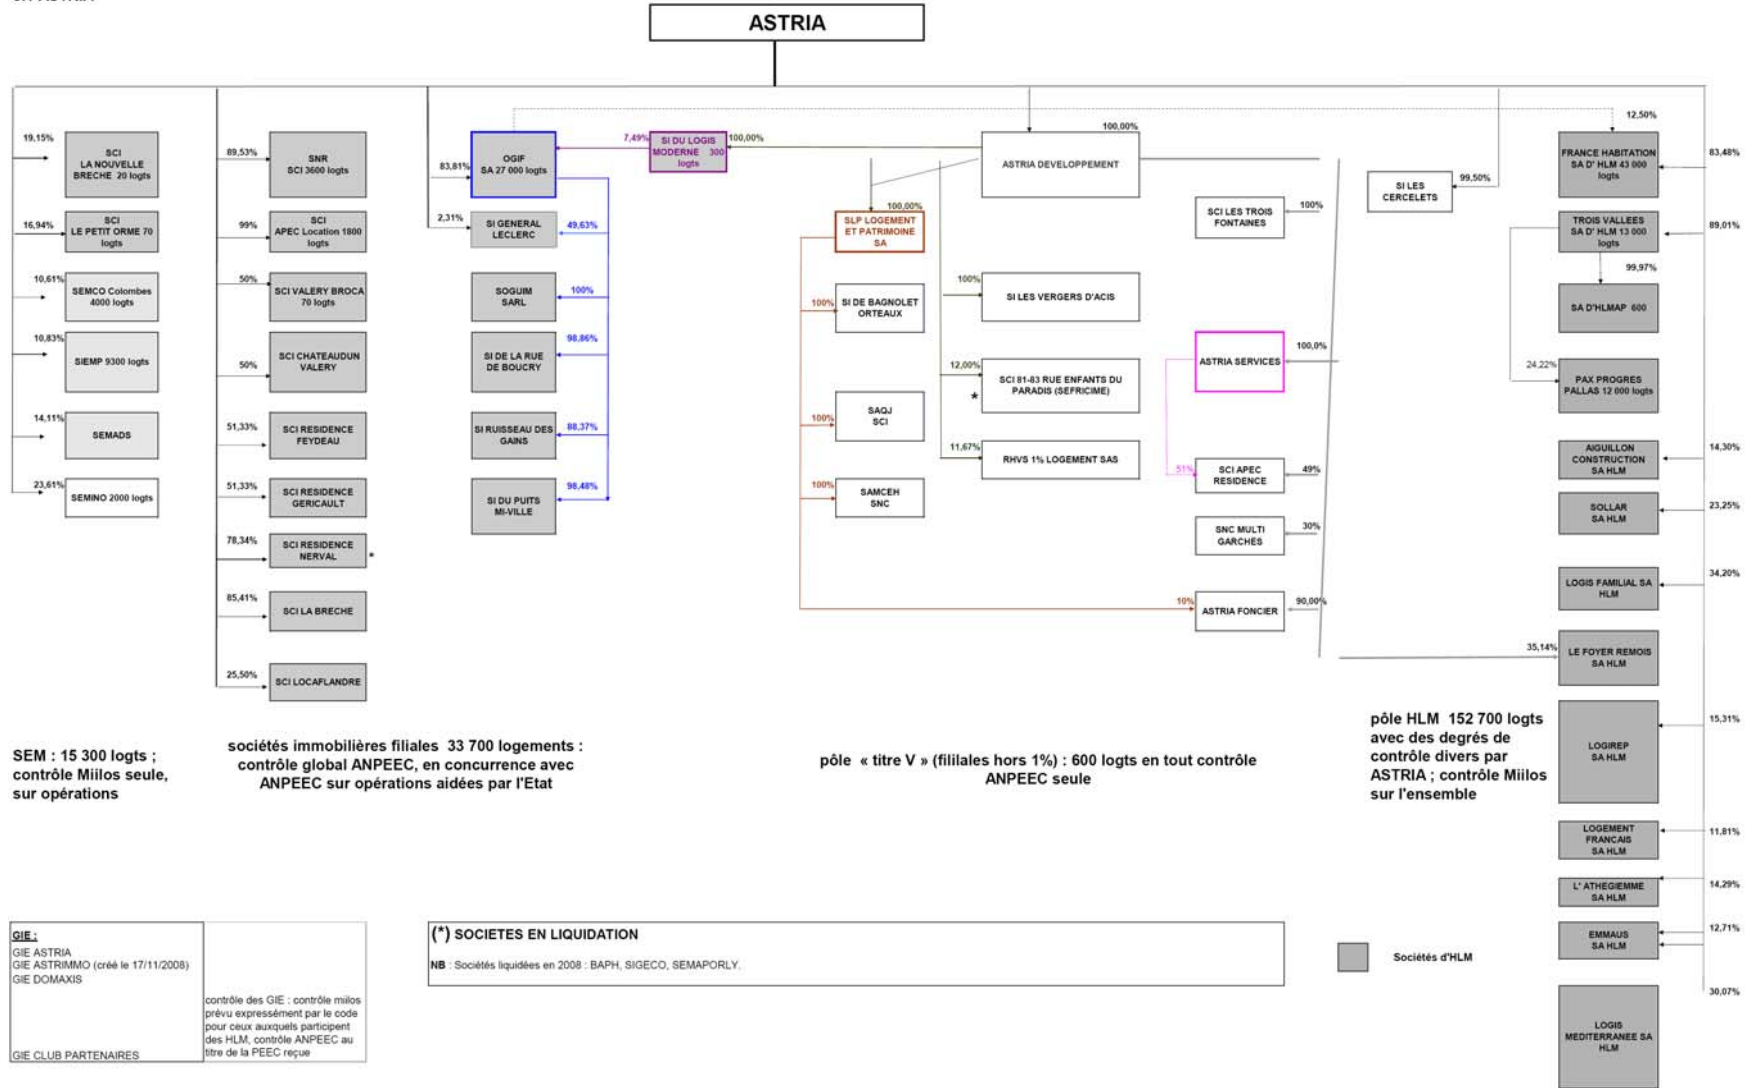 ASTRIA
19,15%
SCI
LA NOUVELLE
BRECHE 20 logts
16,94%
SCI
LE PETIT ORME 70
logts
10,61%
SEMCO Colombes
4000 logts
10,83%
SIEMP 9300 logts
14,11%
SEMADS
23,61%
SEMINO 2000 logts
89,53%
SNR
SCI 3600 logts
99%
SCI
APEC Location 1800
logts
50%
SCI VALERY BROCA
70 logts
50%
SCI CHATEAUDUN
VALERY
51,33%
SCI RESIDENCE
FEYDEAU
51,33%
SCI RESIDENCE
GERICAULT
78,34%
SCI RESIDENCE
NERVAL
*
85,41%
SCI LA BRECHE
25,50%
SCI LOCAFLANDRE
83,81%
OGIF
SA 27 000 logts
2,31%
SI GENERAL
LECLERC
49,63%
SOGUIM
SARL
100%
SI DE LA RUE
DE BOUCRY
98,86%
SI RUISSEAU DES
GAINS
88,37%
SI DU PUITS
MI-VILLE
98,48%
7,49%
SI DU LOGIS
MODERNE 300
logts
100,00%
100,00%
ASTRIA DEVELOPPEMENT
100,00%
SLP LOGEMENT
ET PATRIMOINE
SA
100%
SI DE BAGNOLET
ORTEAUX
100%
SAQJ
SCI
100%
SAMCEH
SNC
100%
SI LES VERGERS D'ACIS
12,00%
*
SCI 81-83 RUE ENFANTS DU
PARADIS (SEFRICIME)
11,67%
RHVS 1% LOGEMENT SAS
SCI LES TROIS
FONTAINES
100%
ASTRIA SERVICES
100,0%
51%
SCI APEC
RESIDENCE
49%
SNC MULTI
GARCHES
30%
10%
ASTRIA FONCIER
90,00%
SI LES
CERCELETS
99,50%
12,50%
FRANCE HABITATION
SA D' HLM 43 000
logts
83,48%
TROIS VALLEES
SA D' HLM 13 000
logts
89,01%
99,97%
SA D'HLMAP 600
24,22%
PAX PROGRES
PALLAS 12 000 logts
AIGUILLON
CONSTRUCTION
SA HLM
14,30%
SOLLAR
SA HLM
23,25%
LOGIS FAMILIAL SA
HLM
34,20%
35,14%
LE FOYER REMOIS
SA HLM
LOGIREP
SA HLM
15,31%
LOGEMENT
FRANCAIS
SA HLM
11,81%
L' ATHEGIEMME
SA HLM
14,29%
EMMAUS
SA HLM
12,71%
LOGIS
MEDITERRANEE SA
HLM
30,07%
SEM : 15 300 logts ;
contrôle Miilos seule,
sur opérations
sociétés immobilières filiales 33 700 logements :
contrôle global ANPEEC, en concurrence avec
ANPEEC sur opérations aidées par l'Etat
pôle « titre V » (fililales hors 1%) : 600 logts en tout contrôle
ANPEEC seule
pôle HLM 152 700 logts
avec des degrés de
contrôle divers par
ASTRIA ; contrôle Miilos
sur l'ensemble
GIE :
GIE ASTRIA
GIE ASTRIMMO (créé le 17/11/2008)
GIE DOMAXIS
GIE CLUB PARTENAIRES
contrôle des GIE : contrôle miilos
prévu expressément par le code
pour ceux auxquels participent
des HLM, contrôle ANPEEC au
titre de la PEEC reçue
(*) SOCIETES EN LIQUIDATION
NB : Sociétés liquidées en 2008 : BAPH, SIGECO, SEMAPORLY.
Sociétés d'HLM